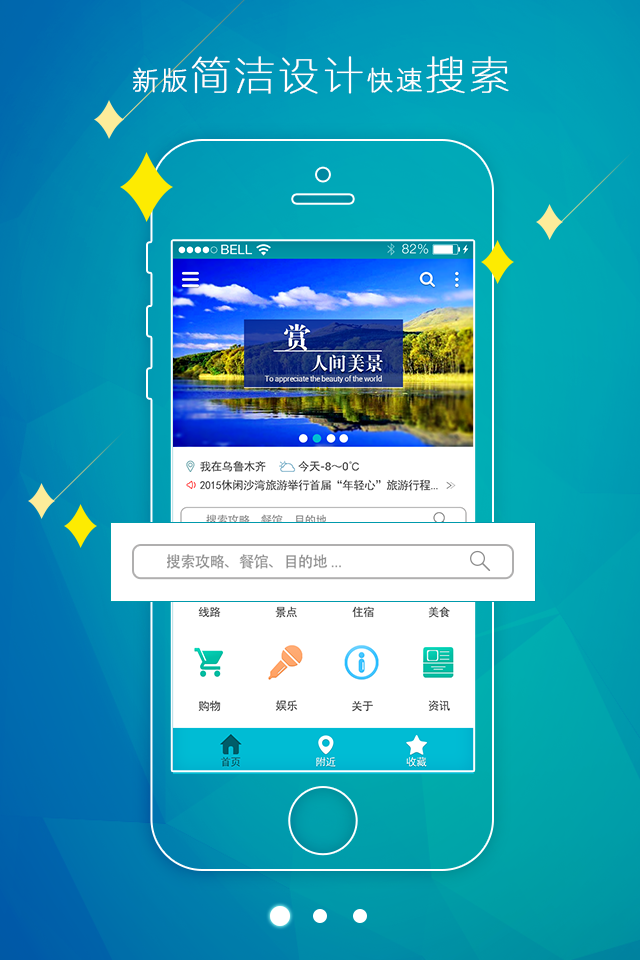 新版简洁设计快速搜索
BELL 82%
赏
人间美景
To appreciate the beauty of the world
我在乌鲁木齐 今天-8～0℃
2015休闲沙湾旅游举行首届“年轻心”旅游行程...
搜索攻略、餐馆、目的地
搜索攻略、餐馆、目的地 ...
线路 景点 住宿 美食
购物 娱乐 关于 资讯
首页 附近 收藏